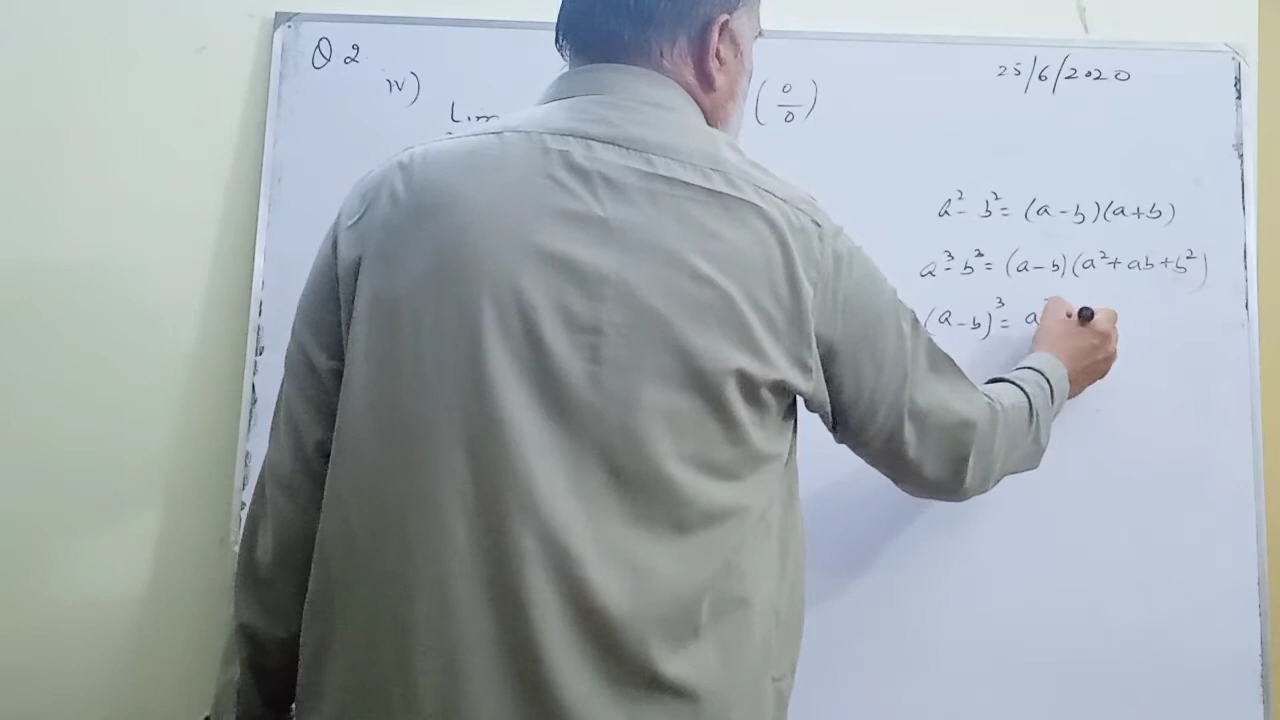 Q 2
25/6/2020
iv)
Lim
(0/0)
a² - b² = (a-b)(a+b)
a³ - b³ = (a-b)(a²+ab+b²)
(a-b)³ = a